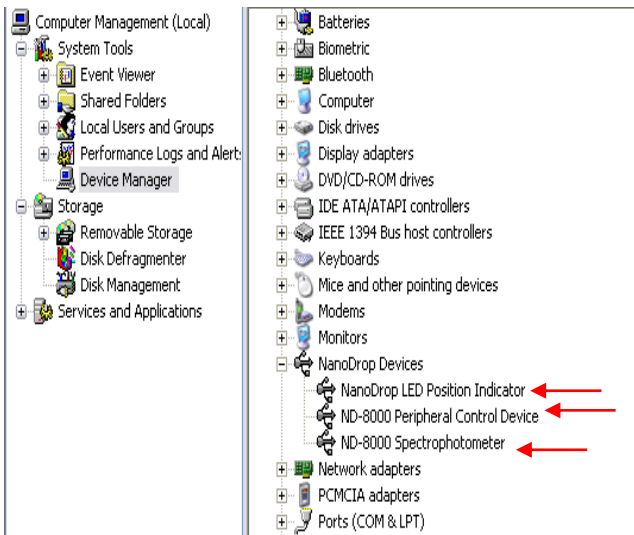 Computer Management (Local)
System Tools
Event Viewer
Shared Folders
Local Users and Groups
Performance Logs and Alert:
Device Manager
Storage
Removable Storage
Disk Defragmenter
Disk Management
Services and Applications
Batteries
Biometric
Bluetooth
Computer
Disk drives
Display adapters
DVD/CD-ROM drives
IDE ATA/ATAPI controllers
IEEE 1394 Bus host controllers
Keyboards
Mice and other pointing devices
Modems
Monitors
NanoDrop Devices
NanoDrop LED Position Indicator
ND-8000 Peripheral Control Device
ND-8000 Spectrophotometer
Network adapters
PCMCIA adapters
Ports (COM & LPT)